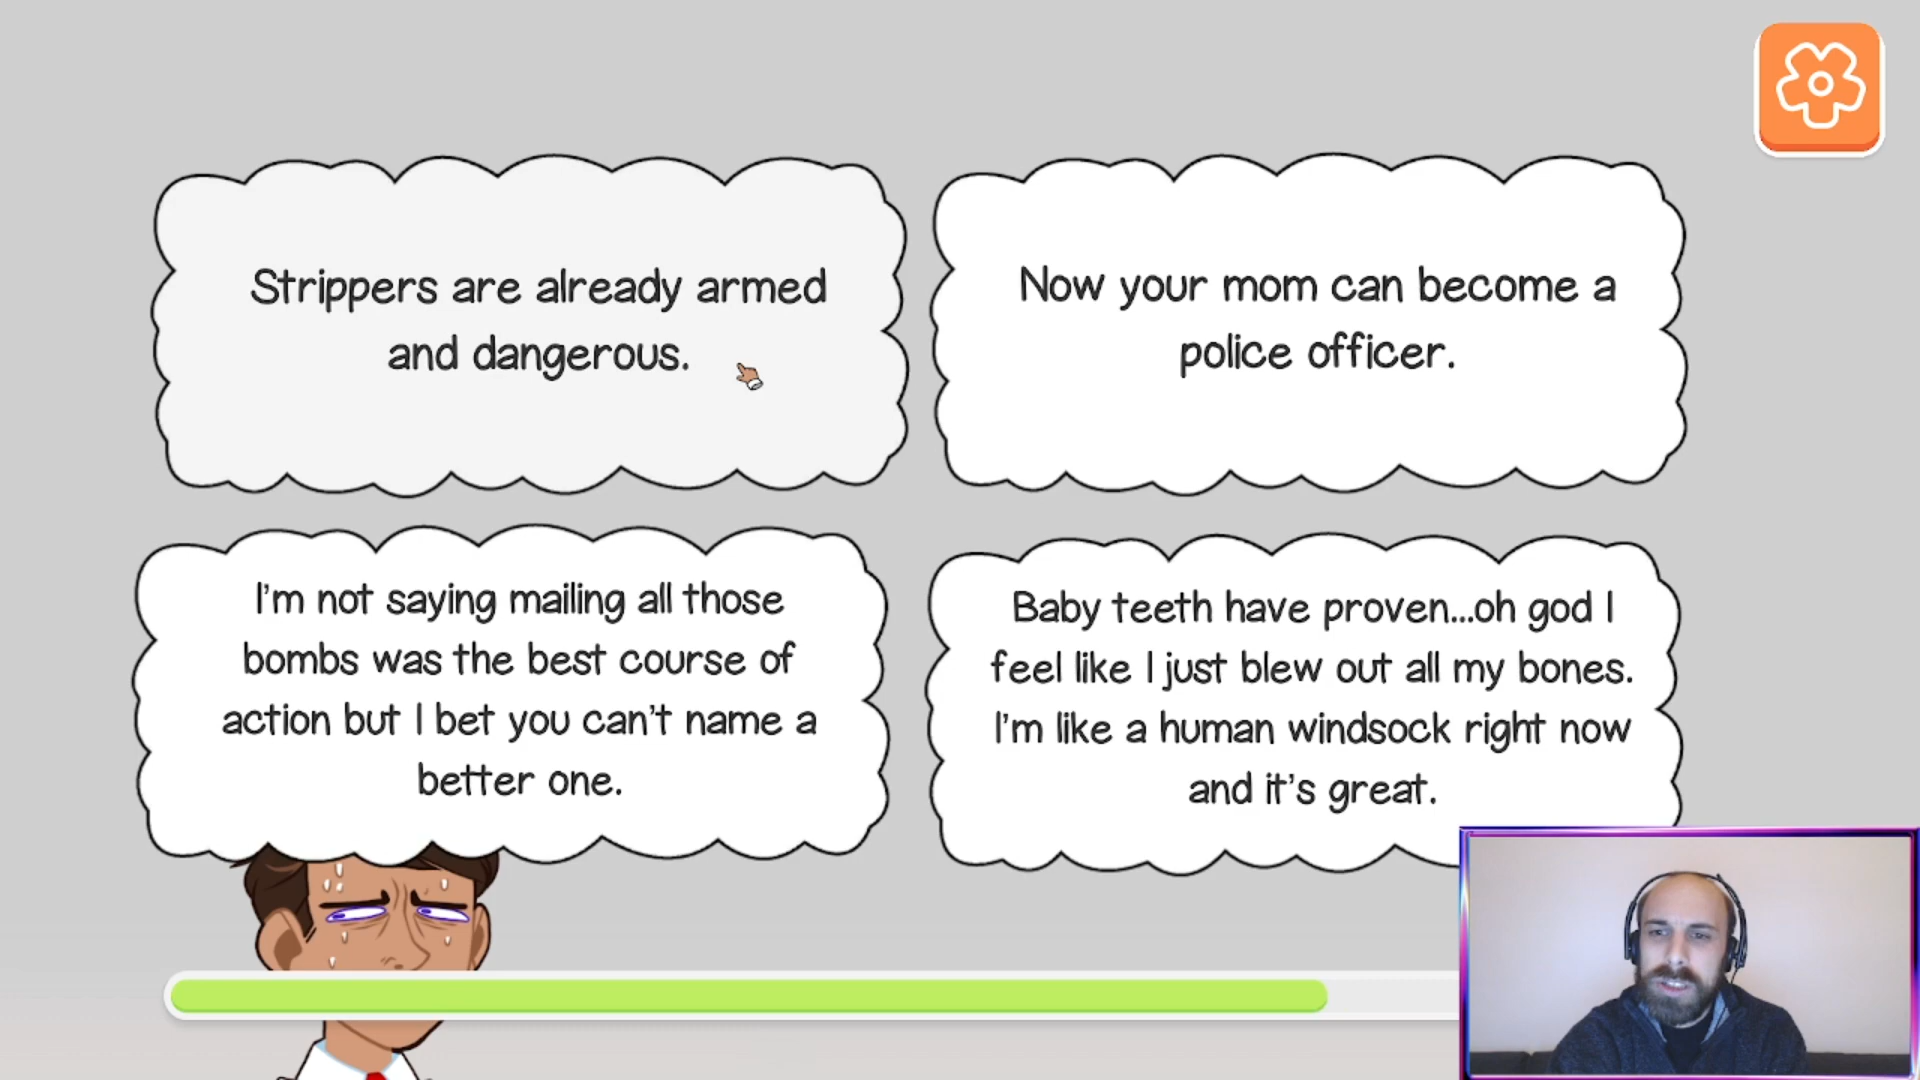 Strippers are already armed
and dangerous.
Now your mom can become a
police officer.
I'm not saying mailing all those
bombs was the best course of
action but I bet you can't name a
better one.
Baby teeth have proven...oh god I
feel like I just blew out all my bones.
I'm like a human windsock right now
and it's great.